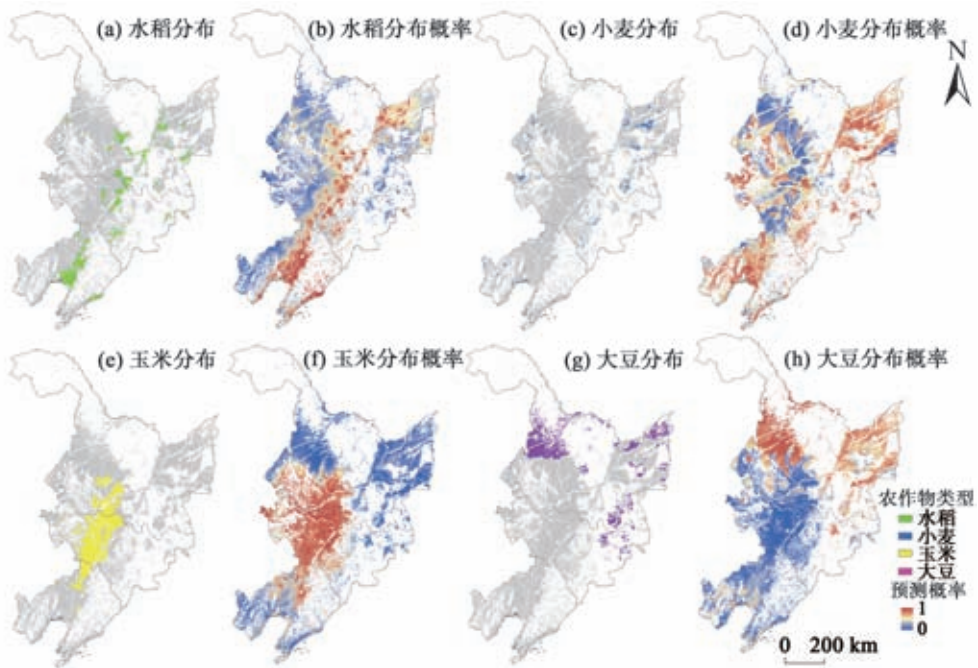 (a) 水稻分布
(b) 水稻分布概率
(c) 小麦分布
(d) 小麦分布概率
N
(e) 玉米分布
(f) 玉米分布概率
(g) 大豆分布
(h) 大豆分布概率
农作物类型
水稻
小麦
玉米
大豆
预测概率
1
0
0 200 km